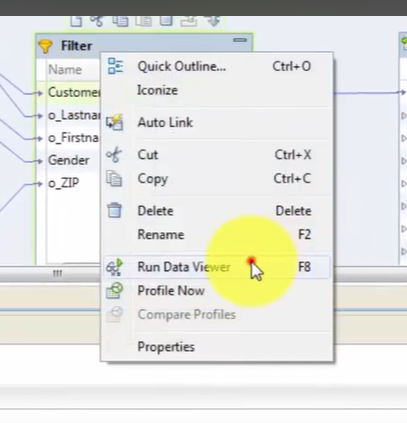 Filter
Name
Customer
o_Lastna
o_Firstna
Gender
o_ZIP
Quick Outline... Ctrl+O
Iconize
Auto Link
Cut Ctrl+X
Copy Ctrl+C
Delete Delete
Rename F2
Run Data Viewer F8
Profile Now
Compare Profiles
Properties